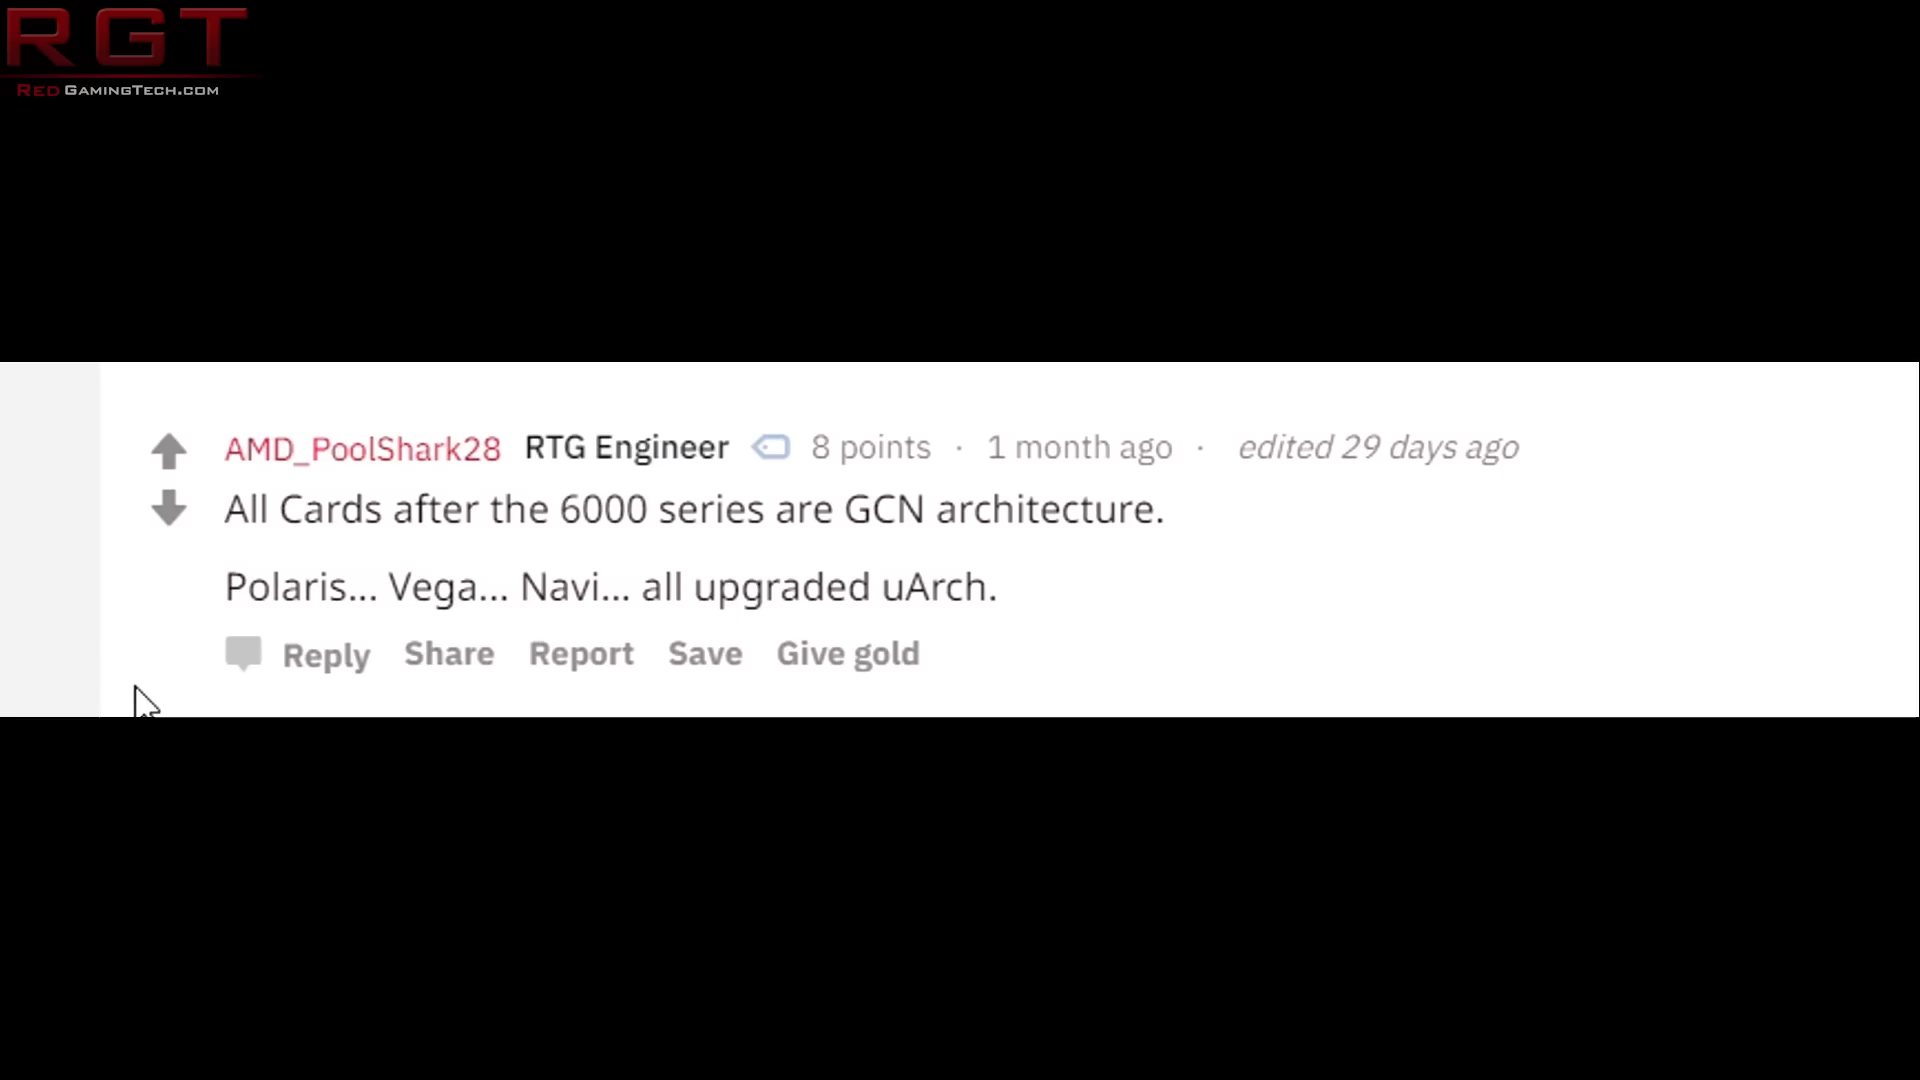 RGT
RED GAMINGTECH.COM
AMD_PoolShark28 RTG Engineer 8 points · 1 month ago · edited 29 days ago
All Cards after the 6000 series are GCN architecture.
Polaris... Vega... Navi... all upgraded uArch.
Reply Share Report Save Give gold